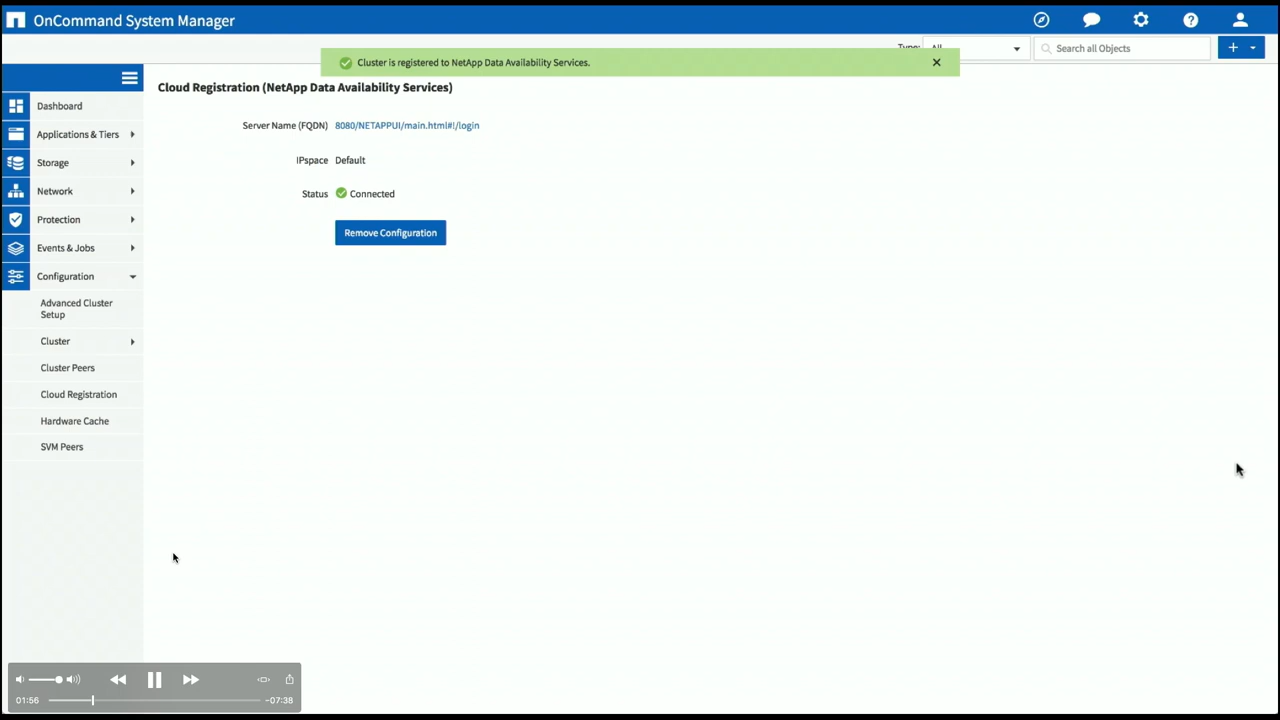 OnCommand System Manager
Type: All
Search all Objects
Cluster is registered to NetApp Data Availability Services.
Cloud Registration (NetApp Data Availability Services)
Dashboard
Server Name (FQDN) 8080/NETAPPUI/main.html#!/login
Applications & Tiers
IPspace Default
Storage
Network
Status Connected
Protection
Remove Configuration
Events & Jobs
Configuration
Advanced Cluster
Setup
Cluster
Cluster Peers
Cloud Registration
Hardware Cache
SVM Peers
01:56
-07:38